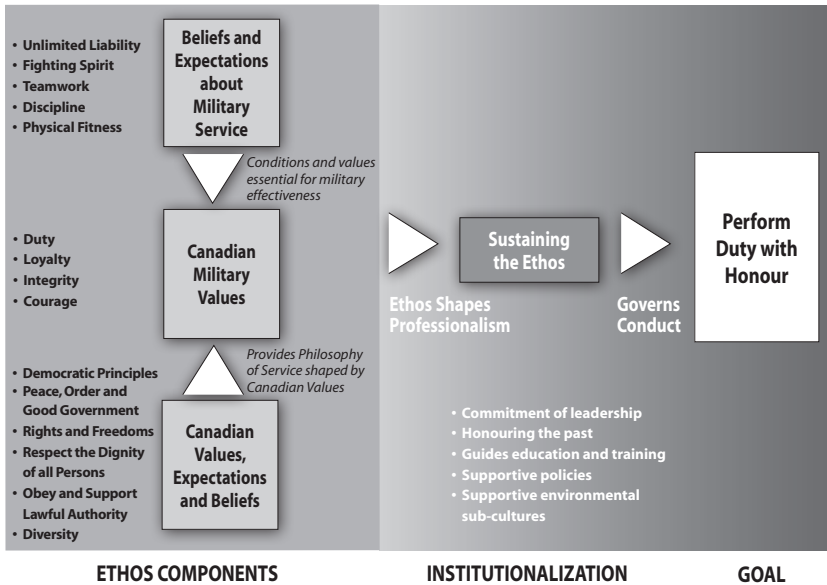 • Unlimited Liability
• Fighting Spirit
• Teamwork
• Discipline
• Physical Fitness
Beliefs and
Expectations
about
Military
Service
Conditions and values
essential for military
effectiveness
• Duty
• Loyalty
• Integrity
• Courage
Canadian
Military
Values
Provides Philosophy
of Service shaped by
Canadian Values
• Democratic Principles
• Peace, Order and
Good Government
• Rights and Freedoms
• Respect the Dignity
of all Persons
• Obey and Support
Lawful Authority
• Diversity
Canadian
Values,
Expectations
and Beliefs
Ethos Shapes
Professionalism
Sustaining
the Ethos
Governs
Conduct
• Commitment of leadership
• Honouring the past
• Guides education and training
• Supportive policies
• Supportive environmental
sub-cultures
Perform
Duty with
Honour
ETHOS COMPONENTS
INSTITUTIONALIZATION
GOAL